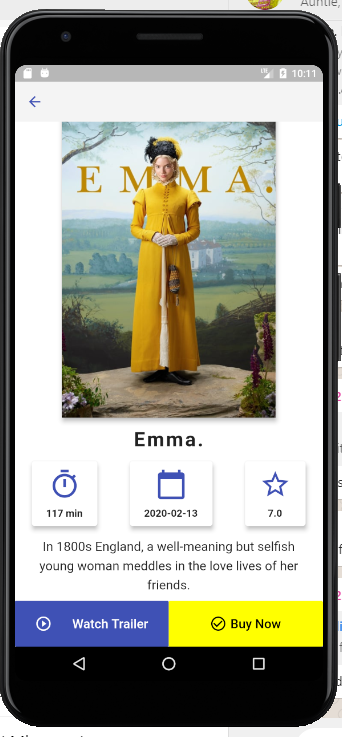 Auntie,
LTE 10:11
EMMA.
Emma.
117 min
2020-02-13
7.0
In 1800s England, a well-meaning but selfish
young woman meddles in the love lives of her
friends.
Watch Trailer
Buy Now